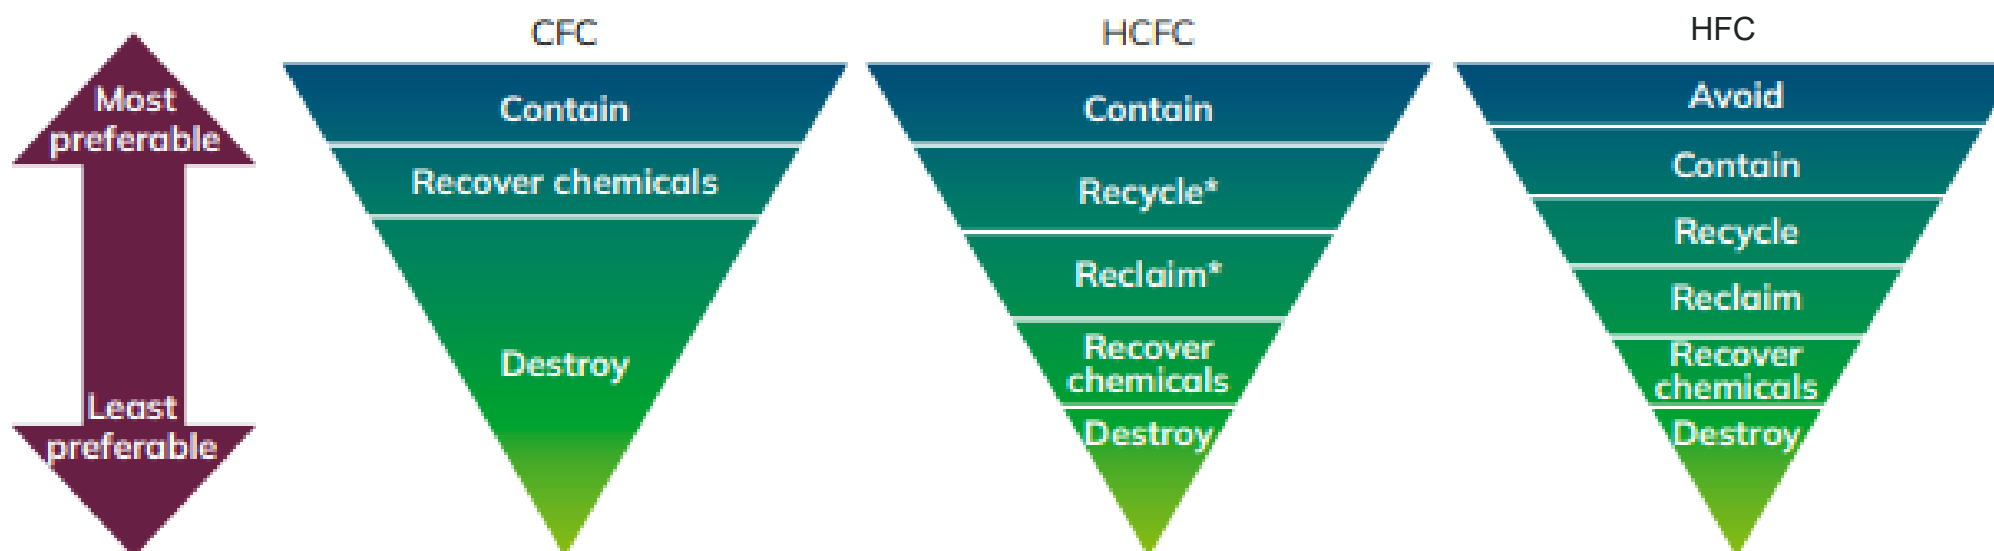 CFC
HCFC
HFC
Most
preferable
Least
preferable
Contain
Recover chemicals
Destroy
Contain
Recycle*
Reclaim*
Recover
chemicals
Destroy
Avoid
Contain
Recycle
Reclaim
Recover
chemicals
Destroy